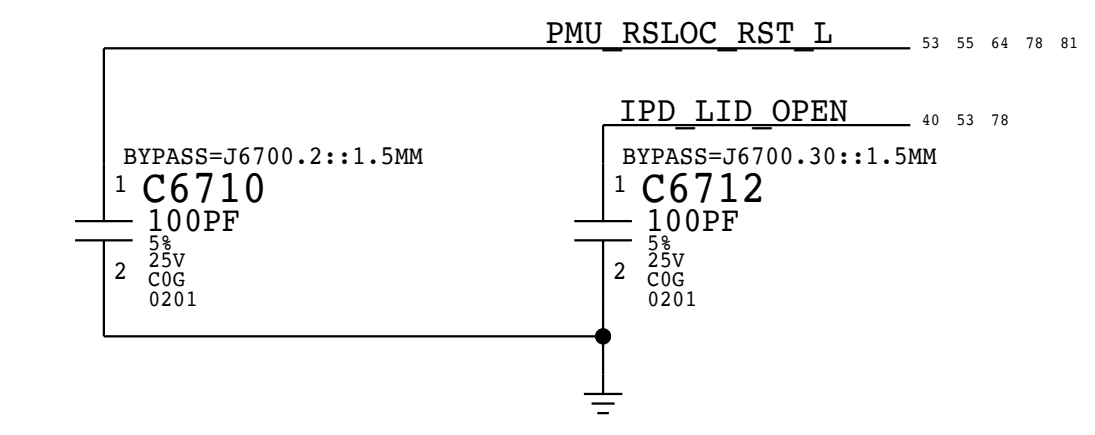 PMU_RSLOC_RST_L 53 55 64 78 81
IPD_LID_OPEN 40 53 78
BYPASS=J6700.2::1.5MM
1 C6710
100PF
5%
25V
2
C0G
0201
BYPASS=J6700.30::1.5MM
1 C6712
100PF
5%
25V
2
C0G
0201